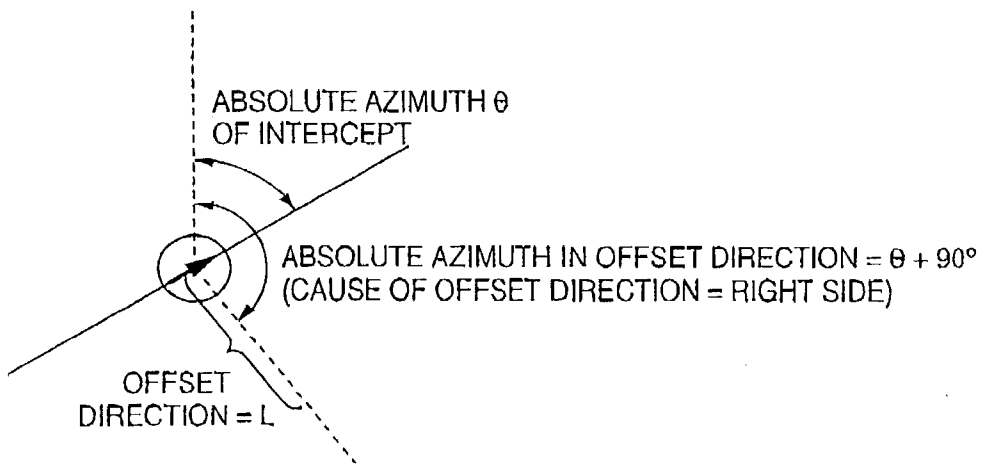 ABSOLUTE AZIMUTH θ
OF INTERCEPT
ABSOLUTE AZIMUTH IN OFFSET DIRECTION = θ + 90°
(CAUSE OF OFFSET DIRECTION = RIGHT SIDE)
OFFSET
DIRECTION = L